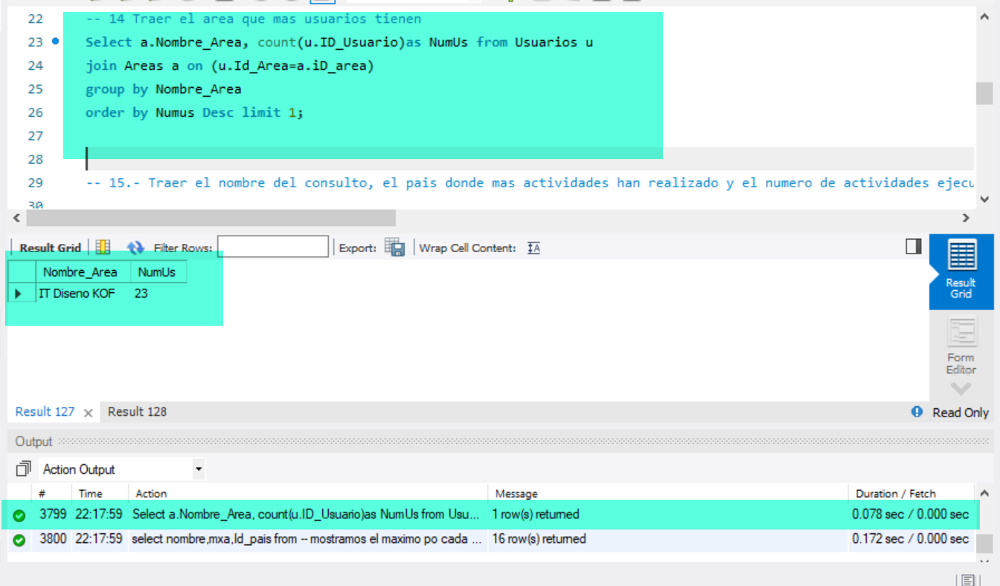 22 -- 14 Traer el area que mas usuarios tienen
23 Select a.Nombre_Area, count(u.ID_Usuario)as NumUs from Usuarios u
24 join Areas a on (u.Id_Area=a.iD_area)
25 group by Nombre_Area
26 order by Numus Desc limit 1;
27
28
29 -- 15.- Traer el nombre del consulto, el pais donde mas actividades han realizado y el numero de actividades ejecu
30
Result Grid Filter Rows: Export: Wrap Cell Content:
Nombre_Area NumUs
IT Diseno KOF 23
Result Grid
Form Editor
Result 127 Result 128 Read Only
Output
Action Output
# Time Action Message Duration / Fetch
3799 22:17:59 Select a.Nombre_Area, count(u.ID_Usuario)as NumUs from Usu... 1 row(s) returned 0.078 sec / 0.000 sec
3800 22:17:59 select nombre,mxa,Id_pais from -- mostramos el maximo po cada ... 16 row(s) returned 0.172 sec / 0.000 sec